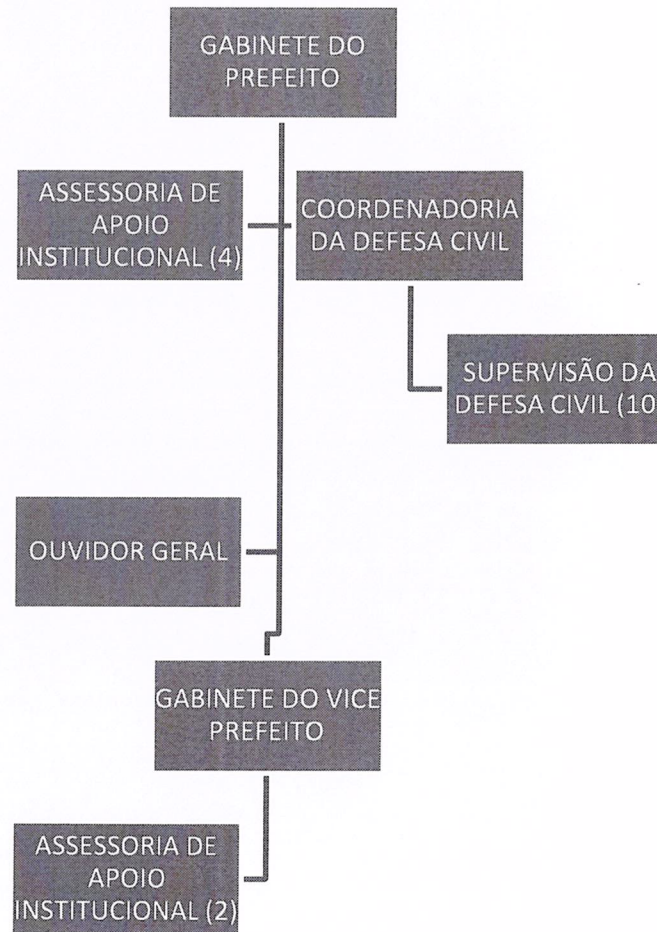 GABINETE DO
PREFEITO
ASSESSORIA DE
APOIO
INSTITUCIONAL (4)
COORDENADORIA
DA DEFESA CIVIL
SUPERVISÃO DA
DEFESA CIVIL (10
OUVIDOR GERAL
GABINETE DO VICE
PREFEITO
ASSESSORIA DE
APOIO
INSTITUCIONAL (2)